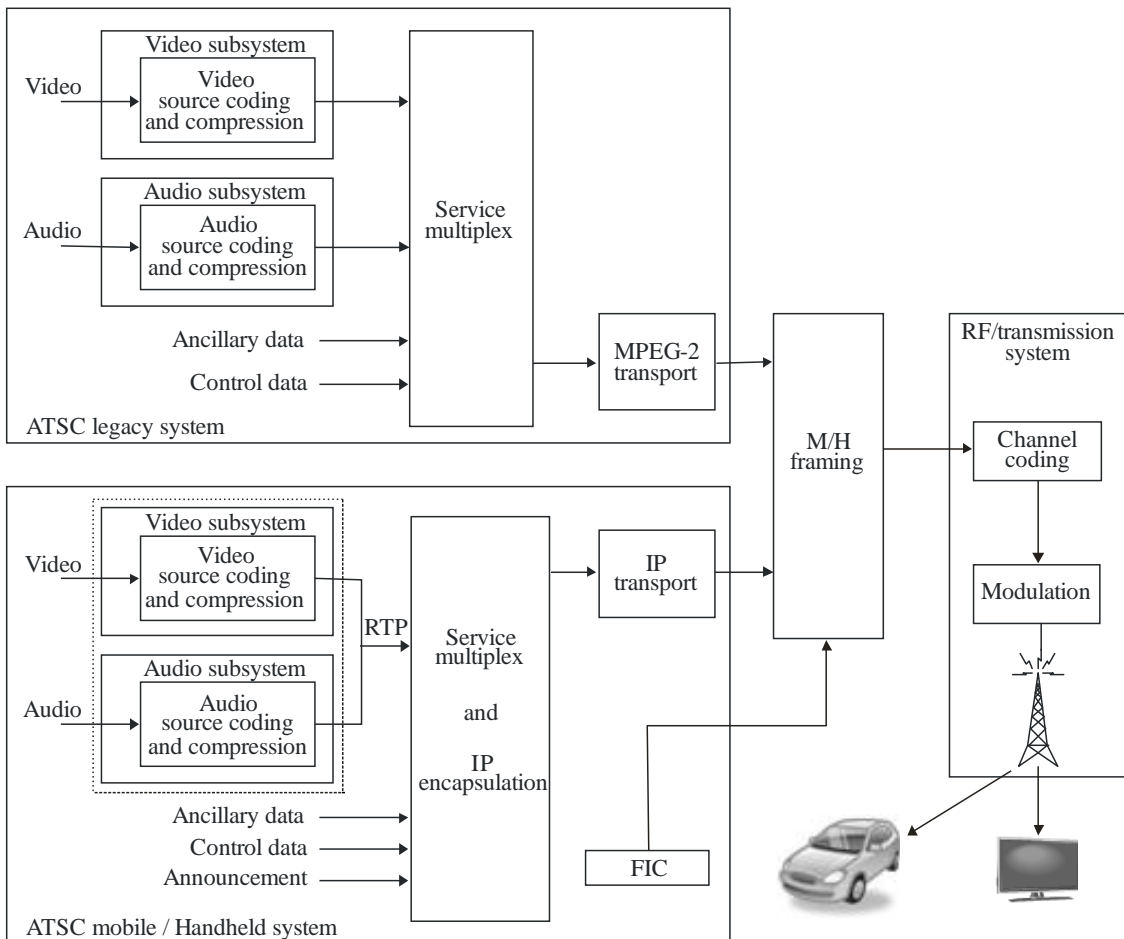 Video subsystem
Video
Video
source coding
and compression
Audio subsystem
Audio
Audio
source coding
and compression
Service
multiplex
Ancillary data
Control data
MPEG-2
transport
ATSC legacy system
M/H
framing
RF/transmission
system
Channel
coding
Modulation
Video subsystem
Video
Video
source coding
and compression
RTP
Audio subsystem
Audio
Audio
source coding
and compression
Service
multiplex
and
IP
encapsulation
IP
transport
Ancillary data
Control data
Announcement
FIC
ATSC mobile / Handheld system